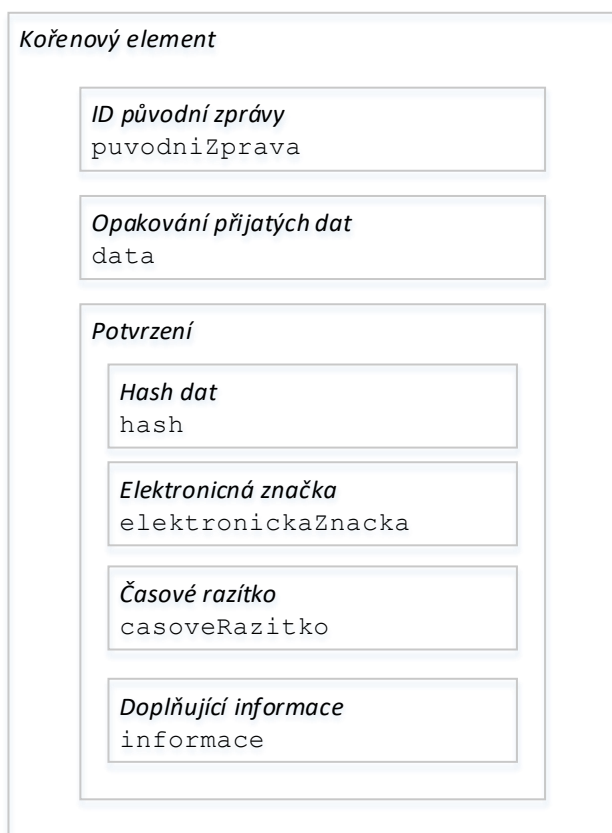 Kořenový element
ID původní zprávy
puvodniZprava
Opakování přijatých dat
data
Potvrzení
Hash dat
hash
Elektronicná značka
elektronickaZnacka
Časové razítko
casoveRazitko
Doplňující informace
informace